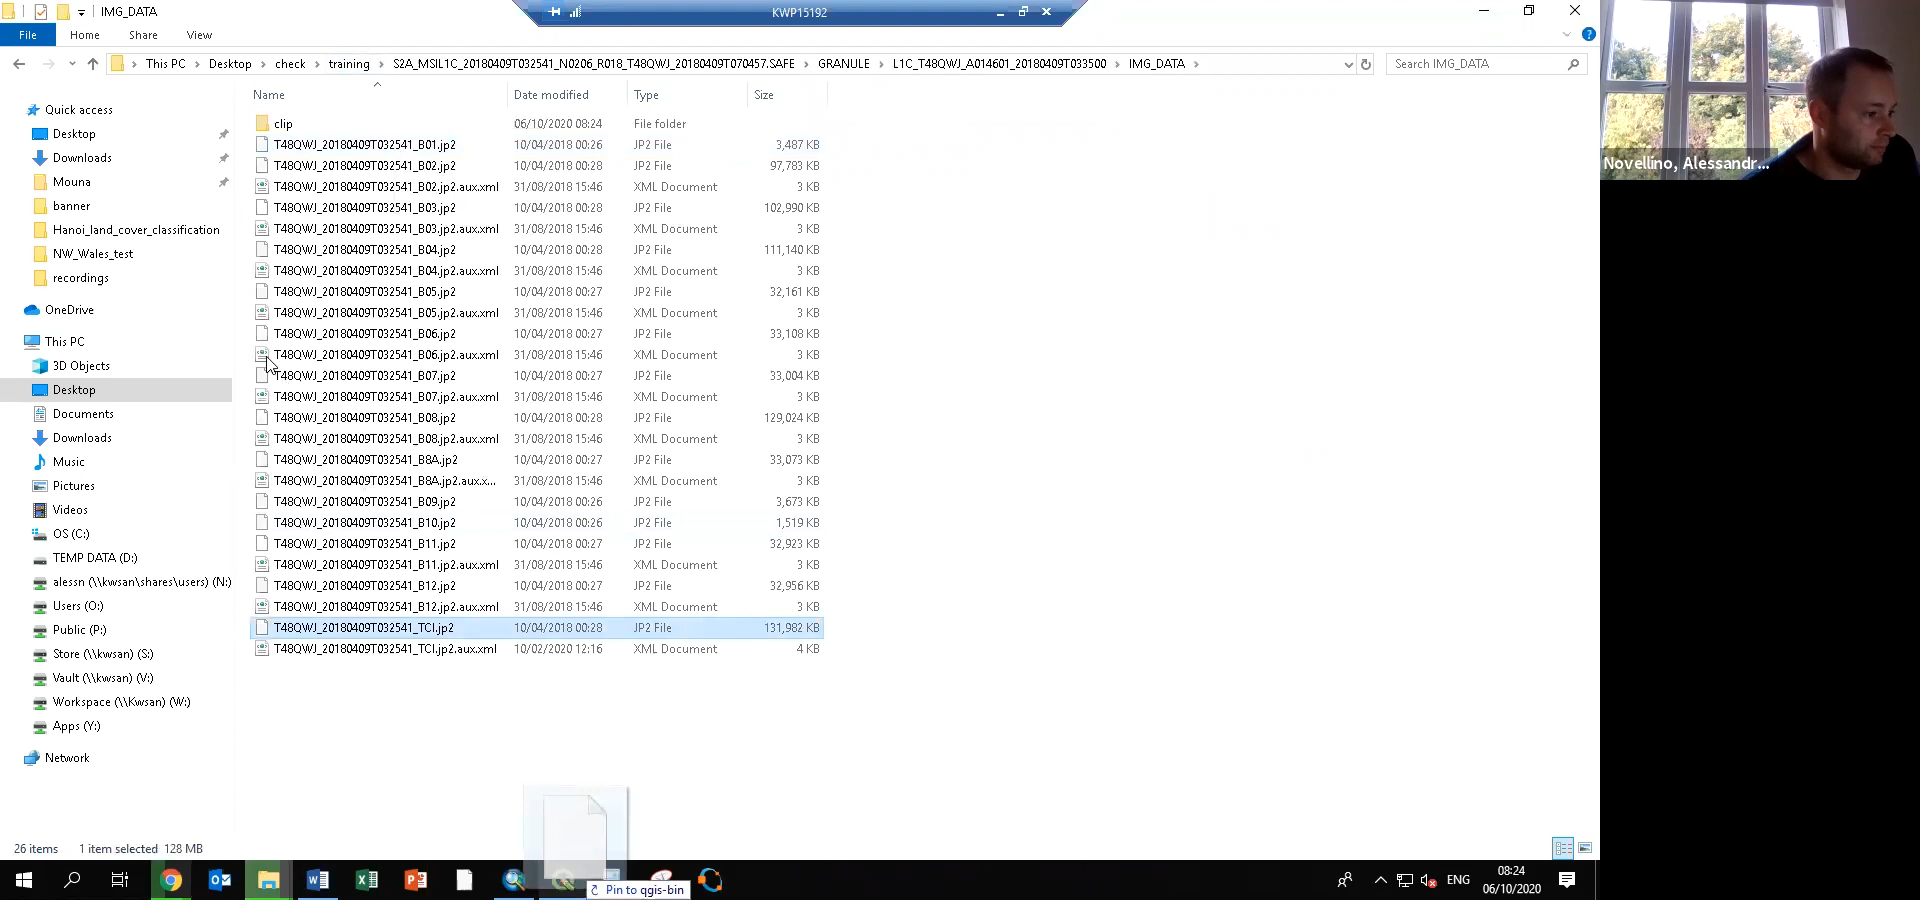 IMG_DATA
KWP15192
File Home Share View
This PC Desktop check training S2A_MSIL1C_20180409T032541_N0206_R018_T48QWJ_20180409T070457.SAFE GRANULE L1C_T48QWJ_A014601_20180409T033500 IMG_DATA
Search IMG_DATA
Name Date modified Type Size
Quick access
Desktop
Downloads
Mouna
banner
Hanoi_land_cover_classification
NW_Wales_test
recordings
OneDrive
This PC
3D Objects
Desktop
Documents
Downloads
Music
Pictures
Videos
OS (C:)
TEMP DATA (D:)
alessn (\\kwsan\shares\users) (N:)
Users (O:)
Public (P:)
Store (\\kwsan) (S:)
Vault (\\kwsan) (V:)
Workspace (\\Kwsan) (W:)
Apps (Y:)
Network
clip 06/10/2020 08:24 File folder
T48QWJ_20180409T032541_B01.jp2 10/04/2018 00:26 JP2 File 3,487 KB
T48QWJ_20180409T032541_B02.jp2 10/04/2018 00:28 JP2 File 97,783 KB
T48QWJ_20180409T032541_B02.jp2.aux.xml 31/08/2018 15:46 XML Document 3 KB
T48QWJ_20180409T032541_B03.jp2 10/04/2018 00:28 JP2 File 102,990 KB
T48QWJ_20180409T032541_B03.jp2.aux.xml 31/08/2018 15:46 XML Document 3 KB
T48QWJ_20180409T032541_B04.jp2 10/04/2018 00:28 JP2 File 111,140 KB
T48QWJ_20180409T032541_B04.jp2.aux.xml 31/08/2018 15:46 XML Document 3 KB
T48QWJ_20180409T032541_B05.jp2 10/04/2018 00:27 JP2 File 32,161 KB
T48QWJ_20180409T032541_B05.jp2.aux.xml 31/08/2018 15:46 XML Document 3 KB
T48QWJ_20180409T032541_B06.jp2 10/04/2018 00:27 JP2 File 33,108 KB
T48QWJ_20180409T032541_B06.jp2.aux.xml 31/08/2018 15:46 XML Document 3 KB
T48QWJ_20180409T032541_B07.jp2 10/04/2018 00:27 JP2 File 33,004 KB
T48QWJ_20180409T032541_B07.jp2.aux.xml 31/08/2018 15:46 XML Document 3 KB
T48QWJ_20180409T032541_B08.jp2 10/04/2018 00:28 JP2 File 129,024 KB
T48QWJ_20180409T032541_B08.jp2.aux.xml 31/08/2018 15:46 XML Document 3 KB
T48QWJ_20180409T032541_B8A.jp2 10/04/2018 00:27 JP2 File 33,073 KB
T48QWJ_20180409T032541_B8A.jp2.aux.x... 31/08/2018 15:46 XML Document 3 KB
T48QWJ_20180409T032541_B09.jp2 10/04/2018 00:26 JP2 File 3,673 KB
T48QWJ_20180409T032541_B10.jp2 10/04/2018 00:26 JP2 File 1,519 KB
T48QWJ_20180409T032541_B11.jp2 10/04/2018 00:27 JP2 File 32,923 KB
T48QWJ_20180409T032541_B11.jp2.aux.xml 31/08/2018 15:46 XML Document 3 KB
T48QWJ_20180409T032541_B12.jp2 10/04/2018 00:27 JP2 File 32,956 KB
T48QWJ_20180409T032541_B12.jp2.aux.xml 31/08/2018 15:46 XML Document 3 KB
T48QWJ_20180409T032541_TCI.jp2 10/04/2018 00:28 JP2 File 131,982 KB
T48QWJ_20180409T032541_TCI.jp2.aux.xml 10/02/2020 12:16 XML Document 4 KB
26 items 1 item selected 128 MB
Pin to qgis-bin
ENG
08:24
06/10/2020
Novellino, Alessandr...